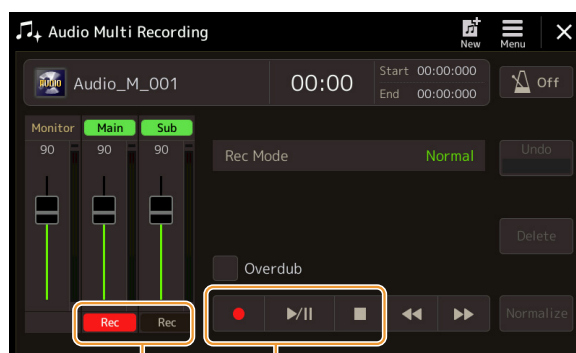 Audio Multi Recording
New
Menu
AUDIO
Audio_M_001
00:00
Start 00:00:000
End 00:00:000
Off
Monitor Main Sub
90 90 90
Rec Mode Normal
Undo
Delete
Overdub
Rec Rec
Normalize